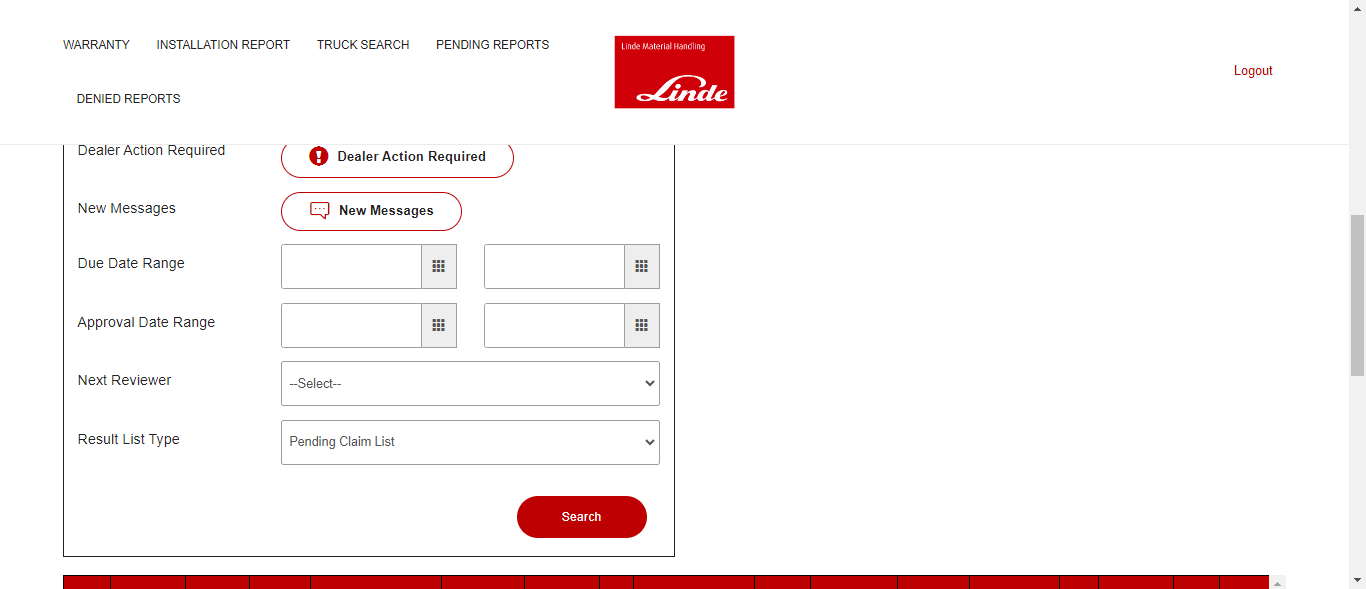 WARRANTY INSTALLATION REPORT TRUCK SEARCH PENDING REPORTS
DENIED REPORTS
Linde Material Handling
Linde
Logout
Dealer Action Required
Dealer Action Required
New Messages
New Messages
Due Date Range
Approval Date Range
Next Reviewer
--Select--
Result List Type
Pending Claim List
Search